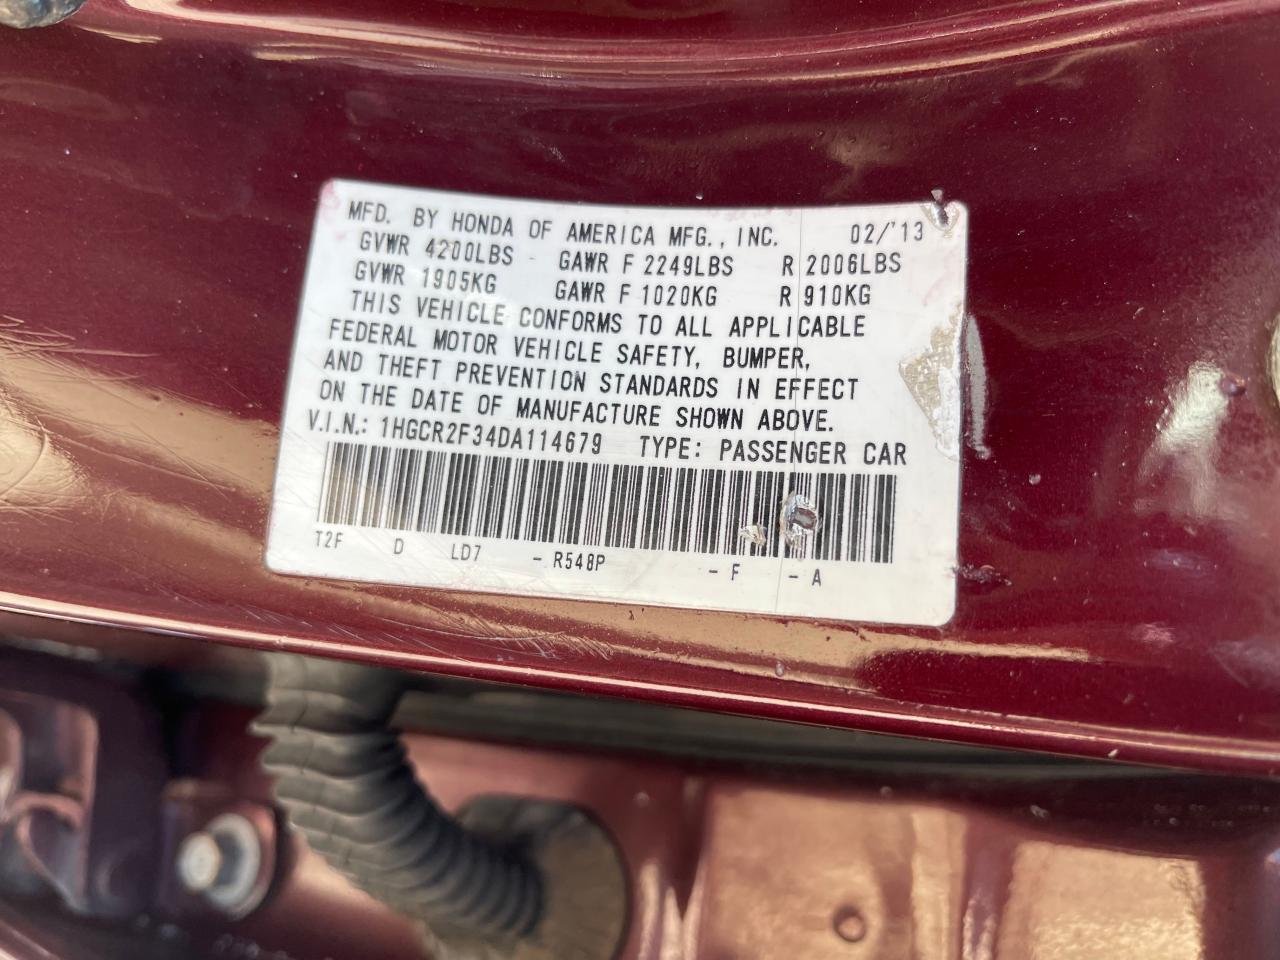 MFD. BY HONDA OF AMERICA MFG., INC. 02/'13
GVWR 4200LBS GAWR F 2249LBS R 2006LBS
GVWR 1905KG GAWR F 1020KG R 910KG
THIS VEHICLE CONFORMS TO ALL APPLICABLE
FEDERAL MOTOR VEHICLE SAFETY, BUMPER,
AND THEFT PREVENTION STANDARDS IN EFFECT
ON THE DATE OF MANUFACTURE SHOWN ABOVE.
V.I.N.: 1HGCR2F34DA114679 TYPE: PASSENGER CAR
T2F D LD7 - R548P - F - A